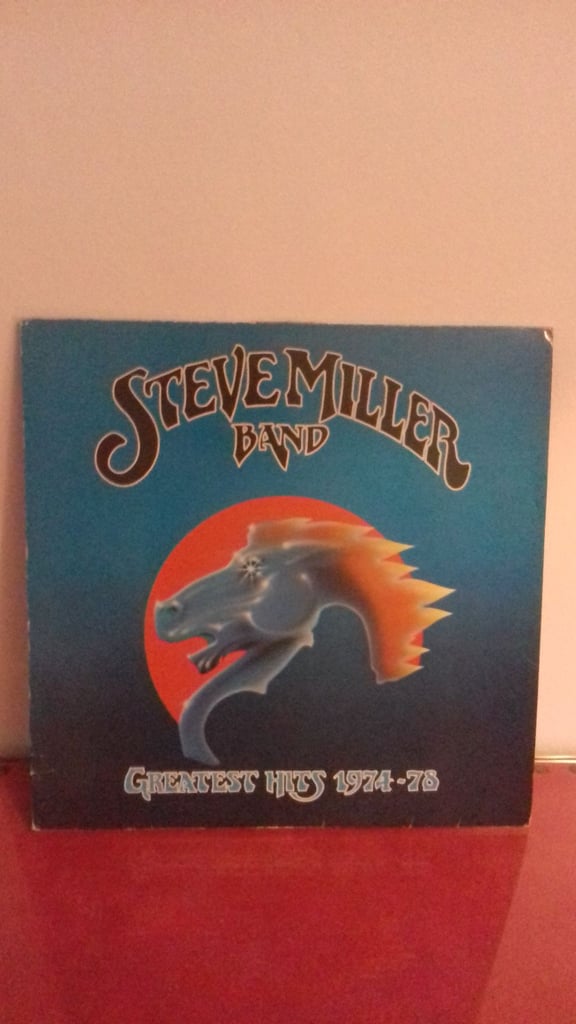 STEVE MILLER
BAND
GREATEST HITS 1974-78